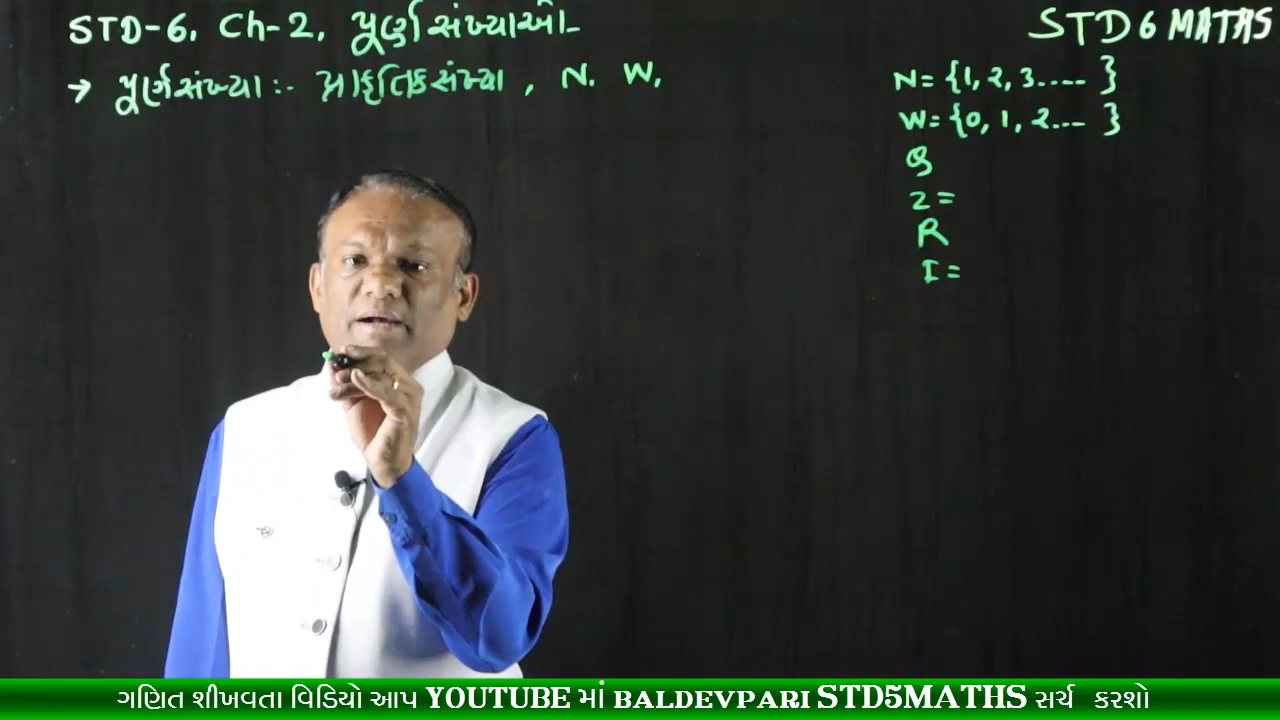 STD-6, Ch-2, પૂર્ણ સંખ્યાઓ
→ પૂર્ણસંખ્યા :- પ્રાકૃતિક સંખ્યા, N. W,
STD 6 MATHS
N = {1, 2, 3.... }
W = {0, 1, 2... }
Q
Z =
R
I =
ગણિત શીખવતા વિડિયો આપ YOUTUBE માં BALDEVPARI STD5MATHS સર્ચ કરશો